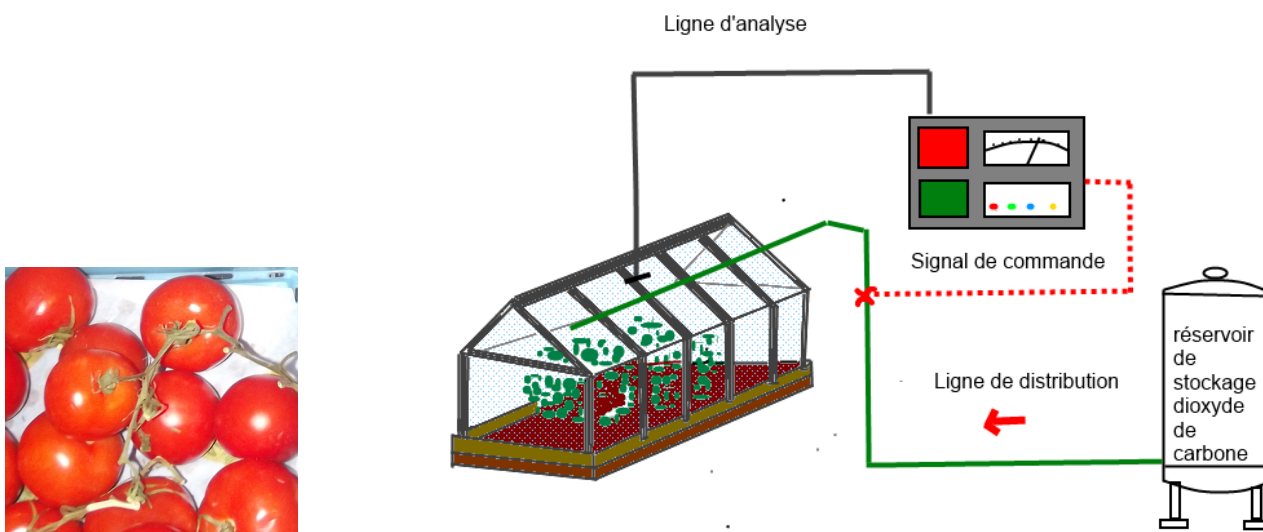 Ligne d'analyse
Signal de commande
Ligne de distribution
réservoir
de
stockage
dioxyde
de
carbone